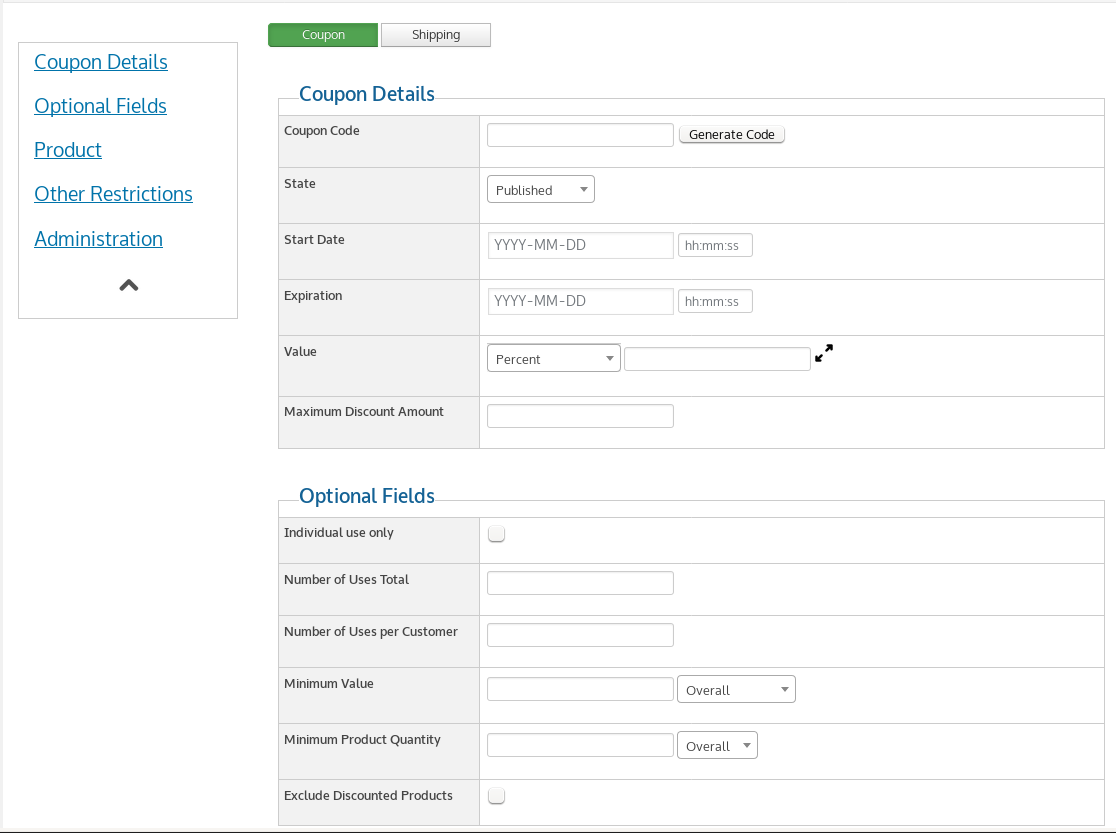 Coupon Shipping
Coupon Details
Optional Fields
Product
Other Restrictions
Administration
Coupon Details
Coupon Code Generate Code
State Published
Start Date YYYY-MM-DD hh:mm:ss
Expiration YYYY-MM-DD hh:mm:ss
Value Percent
Maximum Discount Amount
Optional Fields
Individual use only
Number of Uses Total
Number of Uses per Customer
Minimum Value Overall
Minimum Product Quantity Overall
Exclude Discounted Products